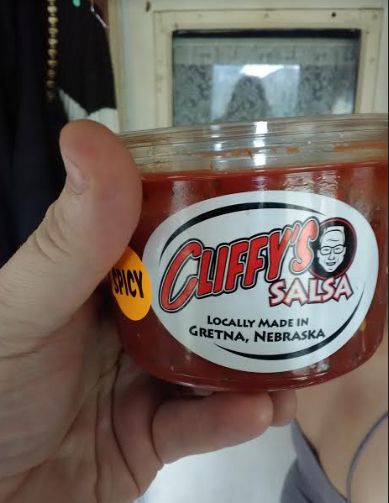 CLIFFY'S
SALSA
SPICY
LOCALLY MADE IN
GRETNA, NEBRASKA